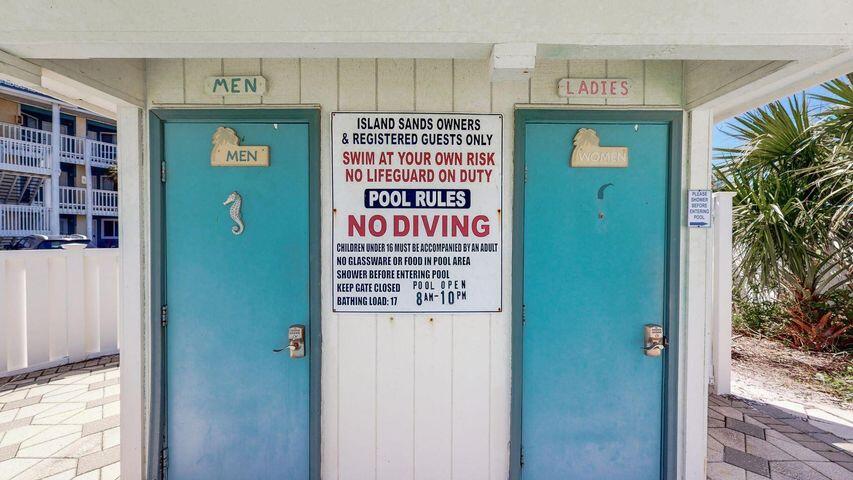 MEN
LADIES
MEN
WOMEN
ISLAND SANDS OWNERS
& REGISTERED GUESTS ONLY
SWIM AT YOUR OWN RISK
NO LIFEGUARD ON DUTY
POOL RULES
NO DIVING
CHILDREN UNDER 16 MUST BE ACCOMPANIED BY AN ADULT
NO GLASSWARE OR FOOD IN POOL AREA
SHOWER BEFORE ENTERING POOL
KEEP GATE CLOSED
BATHING LOAD: 17
POOL OPEN
8AM-10PM
PLEASE
SHOWER
BEFORE
ENTERING
POOL